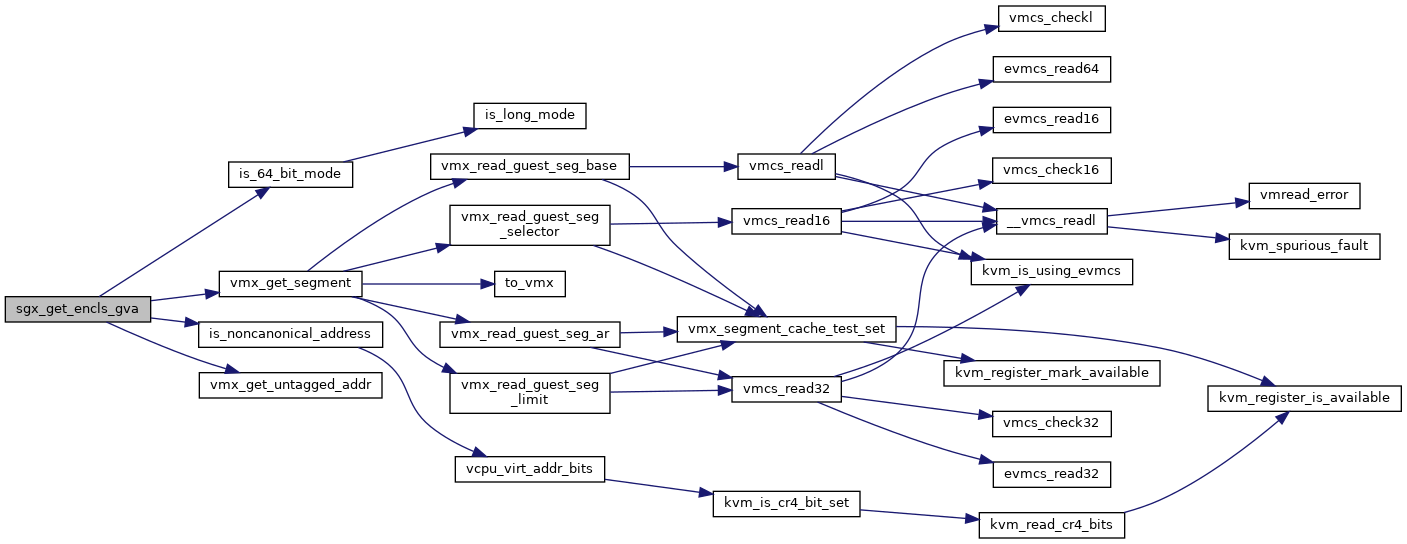 sgx_get_encls_gva
is_64_bit_mode
vmx_get_segment
is_noncanonical_address
vmx_get_untagged_addr
is_long_mode
vmx_read_guest_seg_base
vmx_read_guest_seg
_selector
to_vmx
vmx_read_guest_seg_ar
vmx_read_guest_seg
_limit
vcpu_virt_addr_bits
vmcs_readl
vmcs_read16
vmx_segment_cache_test_set
vmcs_read32
kvm_is_cr4_bit_set
vmcs_checkl
evmcs_read64
evmcs_read16
vmcs_check16
__vmcs_readl
kvm_is_using_evmcs
kvm_register_mark_available
vmcs_check32
evmcs_read32
kvm_read_cr4_bits
vmread_error
kvm_spurious_fault
kvm_register_is_available